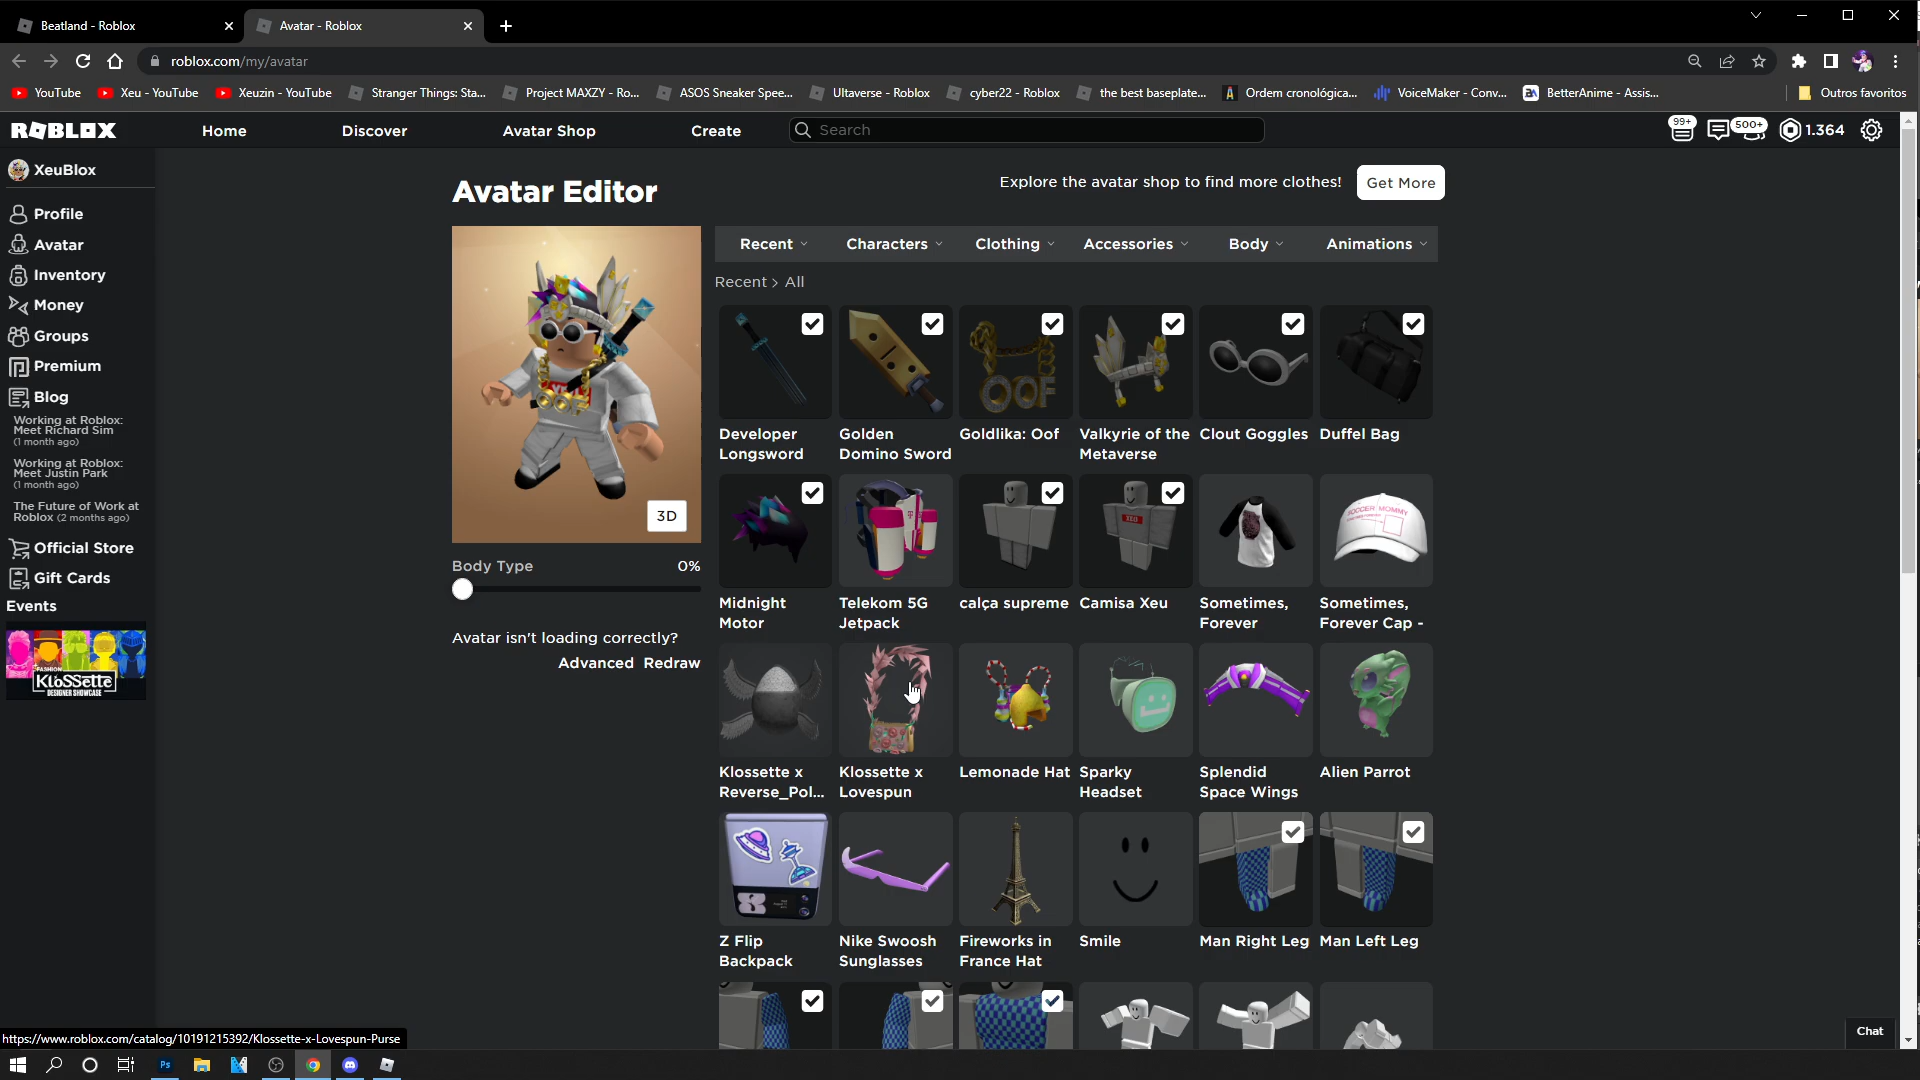 Beatland - Roblox
Avatar - Roblox
roblox.com/my/avatar
YouTube
Xeu - YouTube
Xeuzin - YouTube
Stranger Things: Sta...
Project MAXZY - Ro...
ASOS Sneaker Spee...
Ultaverse - Roblox
cyber22 - Roblox
the best baseplate...
Ordem cronológica...
VoiceMaker - Conv...
BetterAnime - Assis...
Outros favoritos
ROBLOX
Home
Discover
Avatar Shop
Create
Search
99+
500+
1.364
XeuBlox
Profile
Avatar
Inventory
Money
Groups
Premium
Blog
Working at Roblox:
Meet Richard Sim
(1 month ago)
Working at Roblox:
Meet Justin Park
(1 month ago)
The Future of Work at
Roblox (2 months ago)
Official Store
Gift Cards
Events
FASHION
KLOSSETTE
DESIGNER SHOWCASE
Avatar Editor
Explore the avatar shop to find more clothes!
Get More
3D
Body Type
0%
Avatar isn't loading correctly?
Advanced
Redraw
Recent
Characters
Clothing
Accessories
Body
Animations
Recent > All
OOF
Developer
Longsword
Golden
Domino Sword
Goldlika: Oof
Valkyrie of the
Metaverse
Clout Goggles
Duffel Bag
XEU
SOCCER MOMMY
Midnight
Motor
Telekom 5G
Jetpack
calça supreme
Camisa Xeu
Sometimes,
Forever
Sometimes,
Forever Cap -
Klossette x
Reverse_Pol...
Klossette x
Lovespun
Lemonade Hat
Sparky
Headset
Splendid
Space Wings
Alien Parrot
Z Flip
Backpack
Nike Swoosh
Sunglasses
Fireworks in
France Hat
Smile
Man Right Leg
Man Left Leg
https://www.roblox.com/catalog/10191215392/Klossette-x-Lovespun-Purse
Chat
Ps